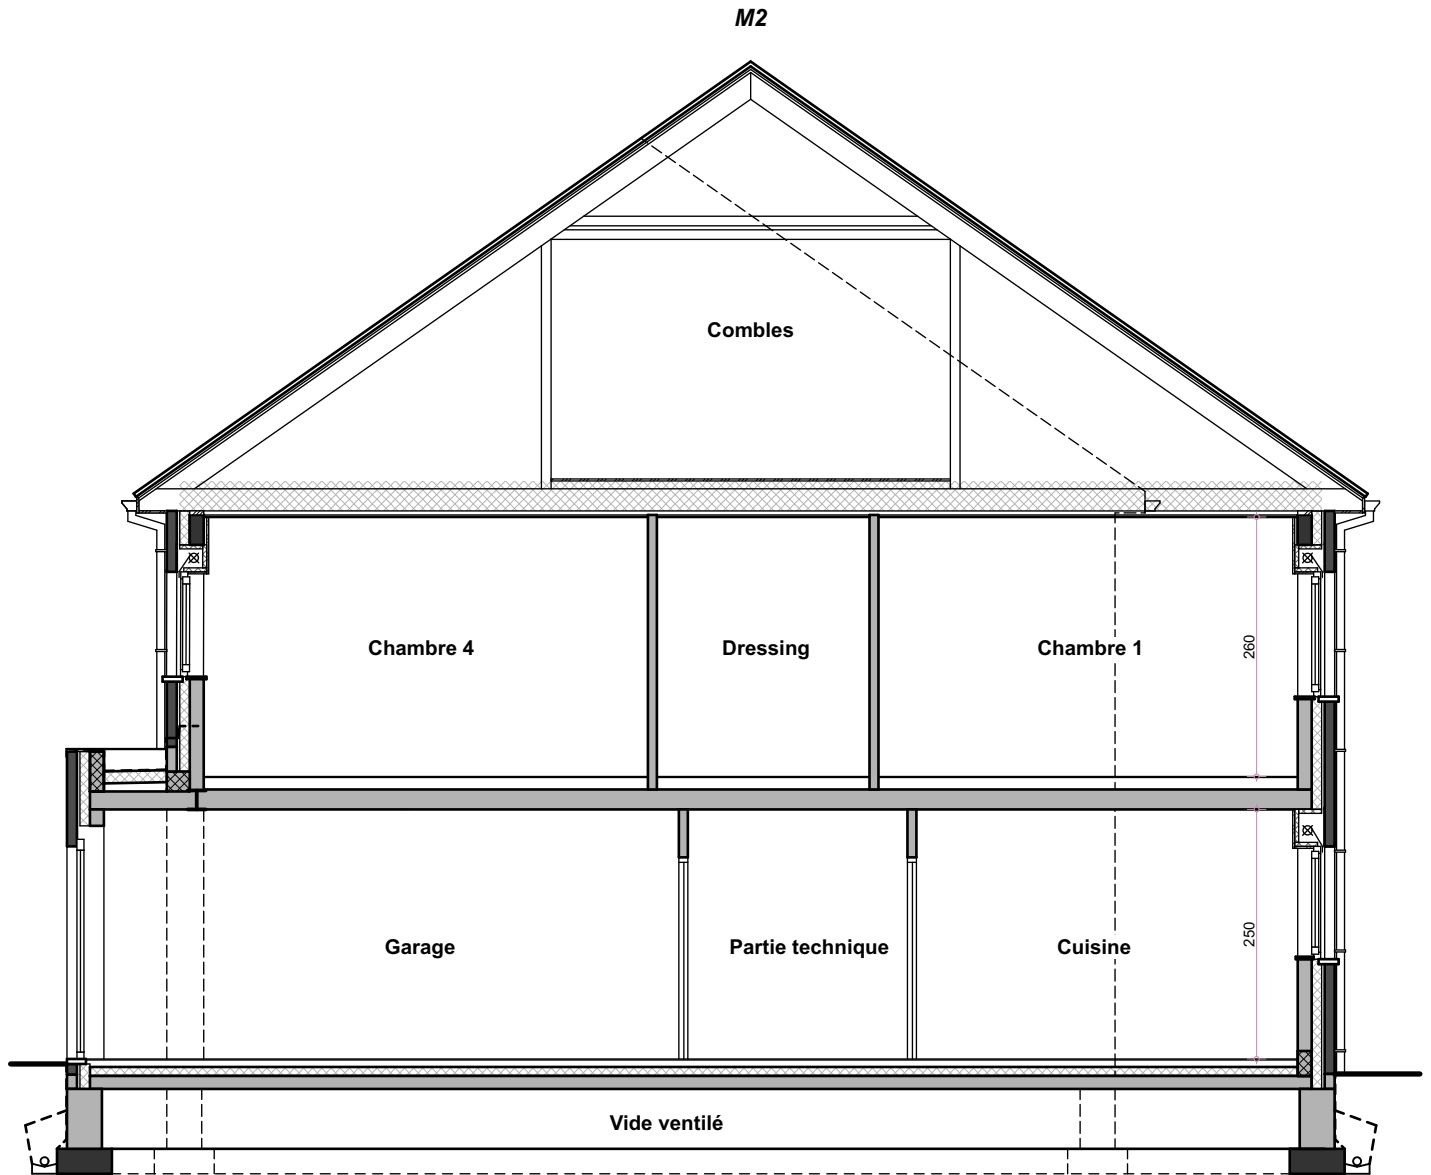 M2
Combles
Chambre 4
Dressing
Chambre 1
260
Garage
Partie technique
Cuisine
250
Vide ventilé